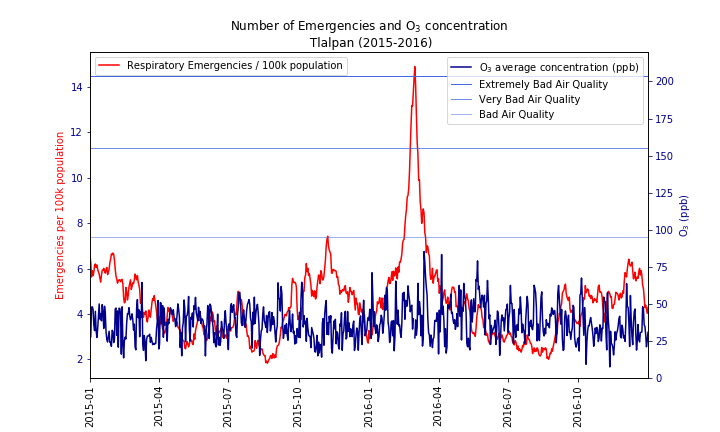 Number of Emergencies and O3 concentration
Tlalpan (2015-2016)
Respiratory Emergencies / 100k population
O3 average concentration (ppb)
Extremely Bad Air Quality
Very Bad Air Quality
Bad Air Quality
Emergencies per 100k population
14
12
10
8
6
4
2
O3 (ppb)
200
175
150
125
100
75
50
25
0
2015-01
2015-04
2015-07
2015-10
2016-01
2016-04
2016-07
2016-10